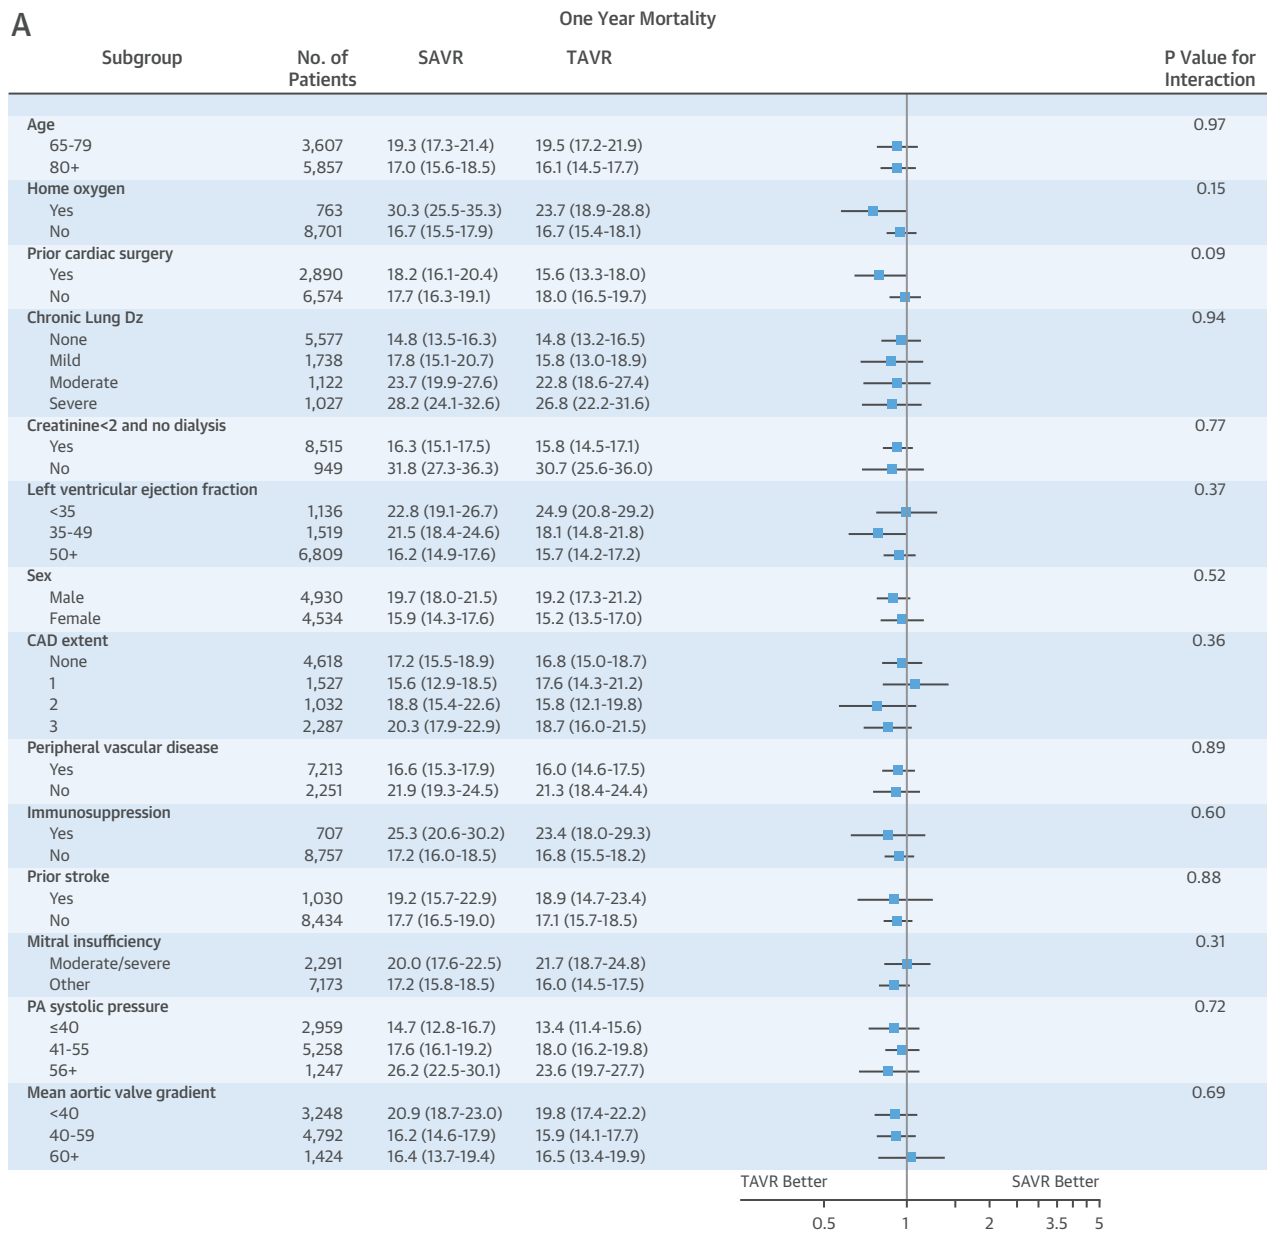 A
One Year Mortality
Subgroup No. of Patients SAVR TAVR P Value for Interaction
Age 0.97
65-79 3,607 19.3 (17.3-21.4) 19.5 (17.2-21.9)
80+ 5,857 17.0 (15.6-18.5) 16.1 (14.5-17.7)
Home oxygen 0.15
Yes 763 30.3 (25.5-35.3) 23.7 (18.9-28.8)
No 8,701 16.7 (15.5-17.9) 16.7 (15.4-18.1)
Prior cardiac surgery 0.09
Yes 2,890 18.2 (16.1-20.4) 15.6 (13.3-18.0)
No 6,574 17.7 (16.3-19.1) 18.0 (16.5-19.7)
Chronic Lung Dz 0.94
None 5,577 14.8 (13.5-16.3) 14.8 (13.2-16.5)
Mild 1,738 17.8 (15.1-20.7) 15.8 (13.0-18.9)
Moderate 1,122 23.7 (19.9-27.6) 22.8 (18.6-27.4)
Severe 1,027 28.2 (24.1-32.6) 26.8 (22.2-31.6)
Creatinine<2 and no dialysis 0.77
Yes 8,515 16.3 (15.1-17.5) 15.8 (14.5-17.1)
No 949 31.8 (27.3-36.3) 30.7 (25.6-36.0)
Left ventricular ejection fraction 0.37
<35 1,136 22.8 (19.1-26.7) 24.9 (20.8-29.2)
35-49 1,519 21.5 (18.4-24.6) 18.1 (14.8-21.8)
50+ 6,809 16.2 (14.9-17.6) 15.7 (14.2-17.2)
Sex 0.52
Male 4,930 19.7 (18.0-21.5) 19.2 (17.3-21.2)
Female 4,534 15.9 (14.3-17.6) 15.2 (13.5-17.0)
CAD extent 0.36
None 4,618 17.2 (15.5-18.9) 16.8 (15.0-18.7)
1 1,527 15.6 (12.9-18.5) 17.6 (14.3-21.2)
2 1,032 18.8 (15.4-22.6) 15.8 (12.1-19.8)
3 2,287 20.3 (17.9-22.9) 18.7 (16.0-21.5)
Peripheral vascular disease 0.89
Yes 7,213 16.6 (15.3-17.9) 16.0 (14.6-17.5)
No 2,251 21.9 (19.3-24.5) 21.3 (18.4-24.4)
Immunosuppression 0.60
Yes 707 25.3 (20.6-30.2) 23.4 (18.0-29.3)
No 8,757 17.2 (16.0-18.5) 16.8 (15.5-18.2)
Prior stroke 0.88
Yes 1,030 19.2 (15.7-22.9) 18.9 (14.7-23.4)
No 8,434 17.7 (16.5-19.0) 17.1 (15.7-18.5)
Mitral insufficiency 0.31
Moderate/severe 2,291 20.0 (17.6-22.5) 21.7 (18.7-24.8)
Other 7,173 17.2 (15.8-18.5) 16.0 (14.5-17.5)
PA systolic pressure 0.72
≤40 2,959 14.7 (12.8-16.7) 13.4 (11.4-15.6)
41-55 5,258 17.6 (16.1-19.2) 18.0 (16.2-19.8)
56+ 1,247 26.2 (22.5-30.1) 23.6 (19.7-27.7)
Mean aortic valve gradient 0.69
<40 3,248 20.9 (18.7-23.0) 19.8 (17.4-22.2)
40-59 4,792 16.2 (14.6-17.9) 15.9 (14.1-17.7)
60+ 1,424 16.4 (13.7-19.4) 16.5 (13.4-19.9)
TAVR Better SAVR Better
0.5 1 2 3.5 5